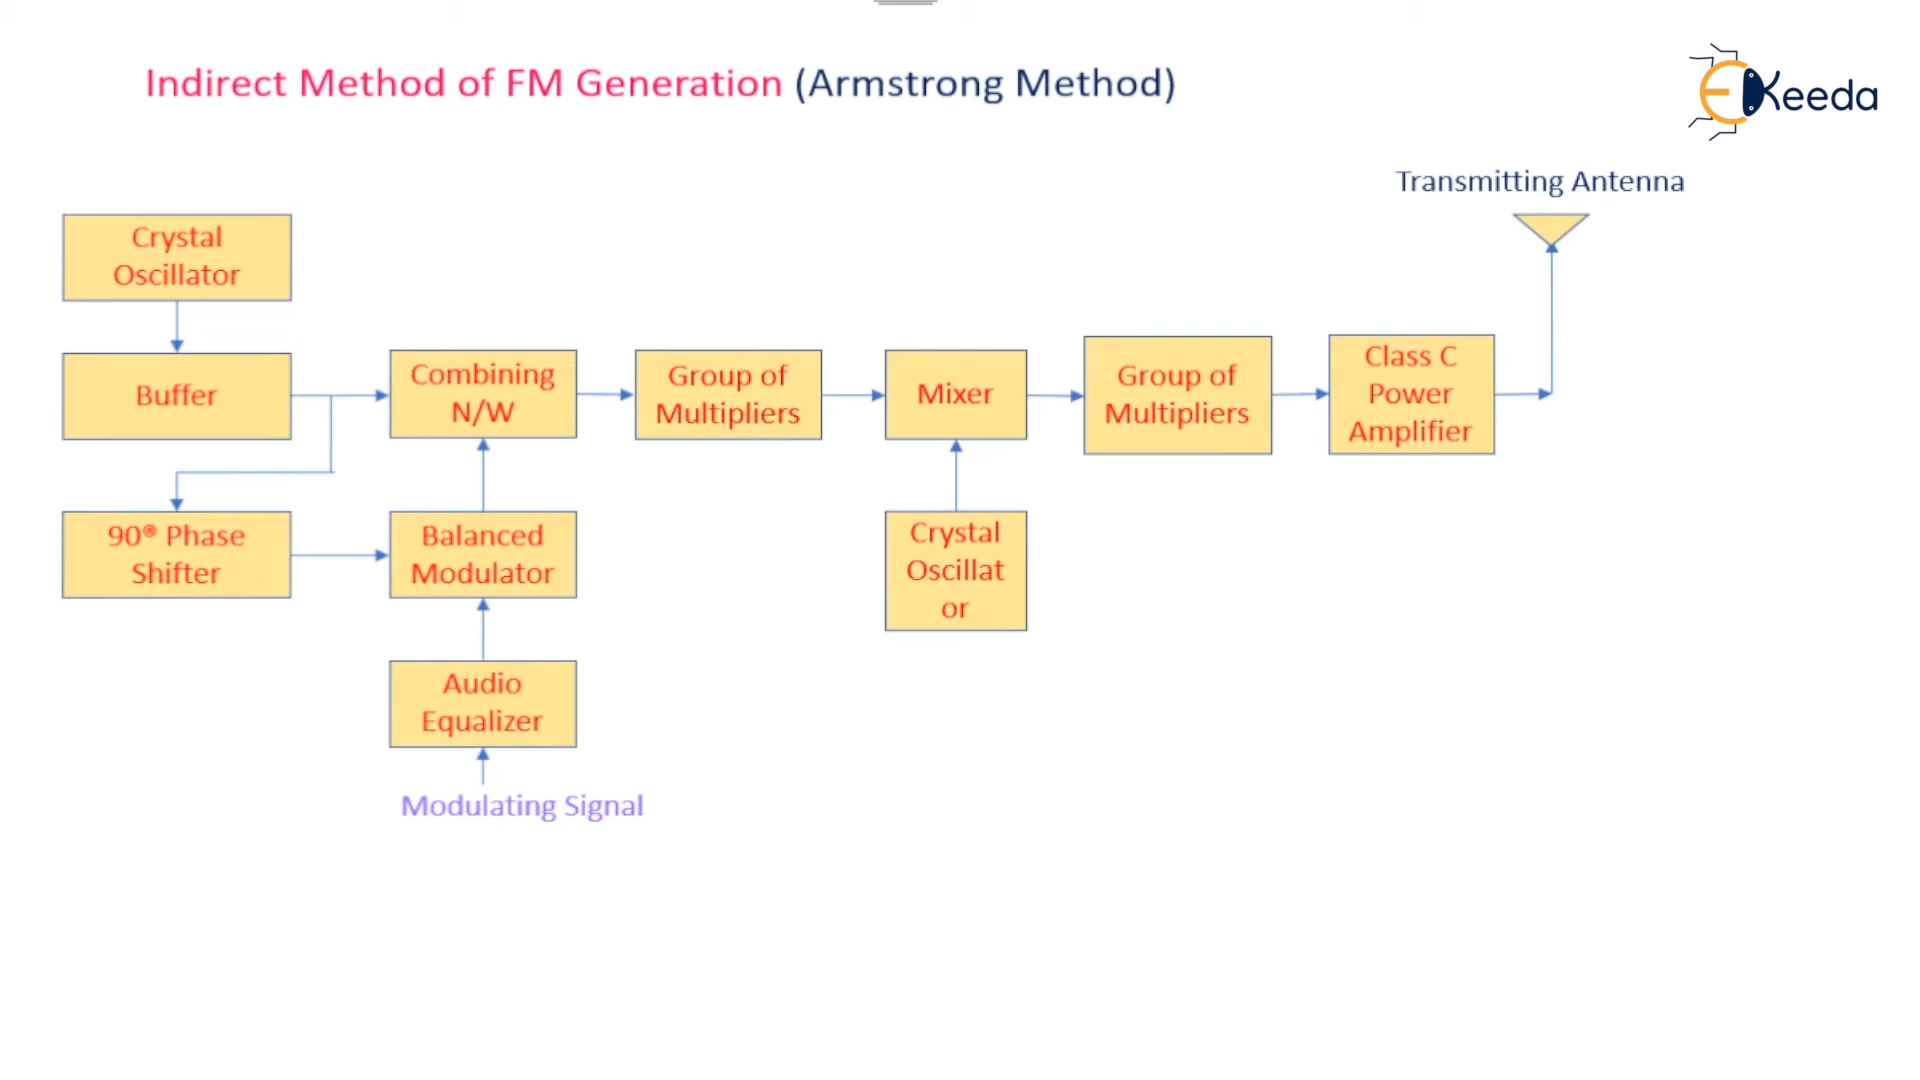 Indirect Method of FM Generation (Armstrong Method)
EKeeda
Transmitting Antenna
Crystal
Oscillator
Buffer
Combining
N/W
Group of
Multipliers
Mixer
Group of
Multipliers
Class C
Power
Amplifier
90® Phase
Shifter
Balanced
Modulator
Crystal
Oscillat
or
Audio
Equalizer
Modulating Signal